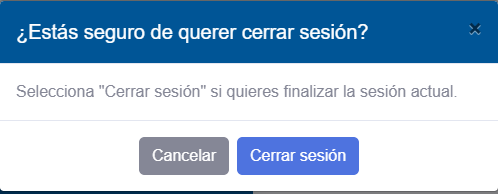 ¿Estás seguro de querer cerrar sesión?
×
Selecciona "Cerrar sesión" si quieres finalizar la sesión actual.
Cancelar
Cerrar sesión